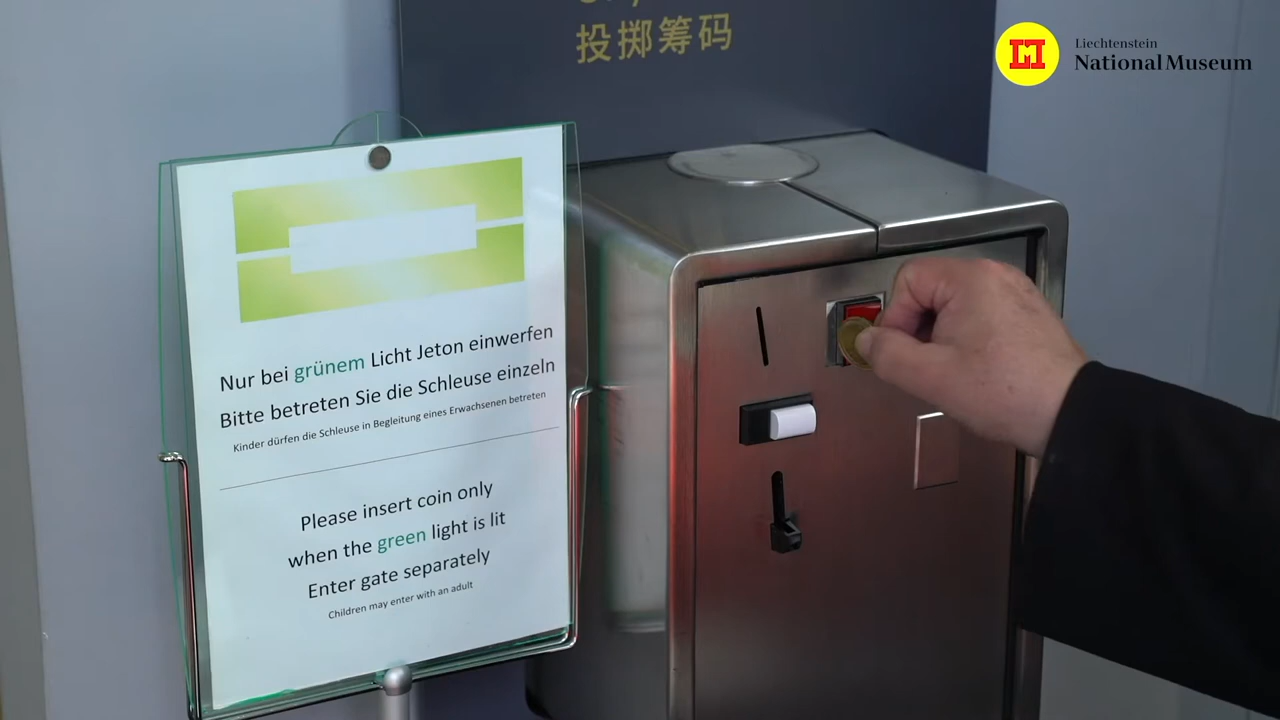 投掷筹码
Liechtenstein
National Museum
Nur bei grünem Licht Jeton einwerfen
Bitte betreten Sie die Schleuse einzeln
Kinder dürfen die Schleuse in Begleitung eines Erwachsenen betreten
Please insert coin only
when the green light is lit
Enter gate separately
Children may enter with an adult